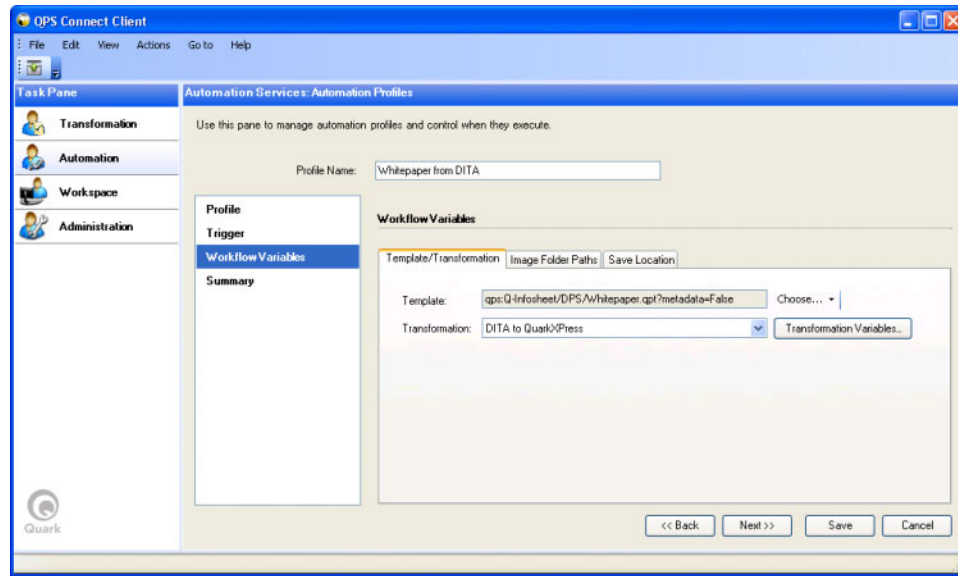 QPS Connect Client
File Edit View Actions Go to Help
Task Pane
Automation Services: Automation Profiles
Transformation
Automation
Workspace
Administration
Use this pane to manage automation profiles and control when they execute.
Profile Name: Whitepaper from DITA
Profile
Trigger
Workflow Variables
Summary
Workflow Variables
Template/Transformation Image Folder Paths Save Location
Template: qps:Q-Infosheet/DPS/Whitepaper.qpt?metadata=False Choose...
Transformation: DITA to QuarkXPress Transformation Variables...
Quark
<< Back Next >> Save Cancel